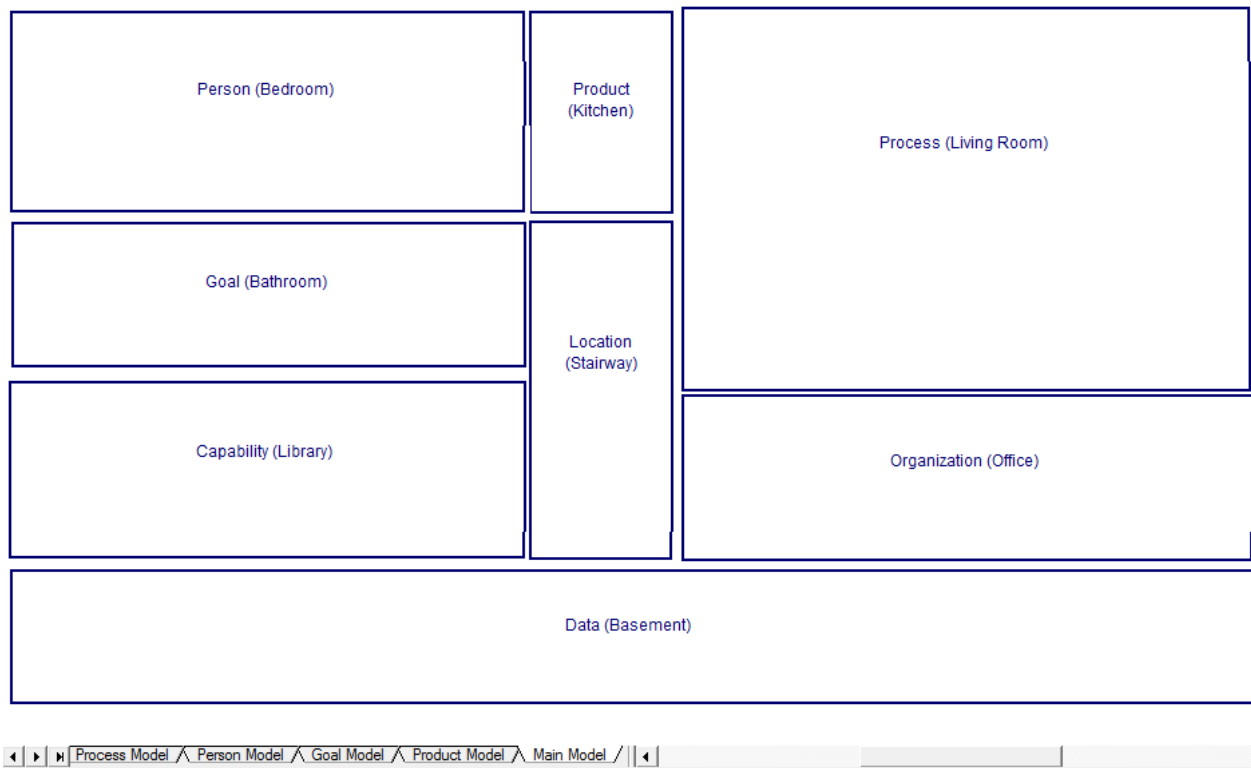 Person (Bedroom)
Product
(Kitchen)
Process (Living Room)
Goal (Bathroom)
Location
(Stairway)
Capability (Library)
Organization (Office)
Data (Basement)
Process Model Person Model Goal Model Product Model Main Model